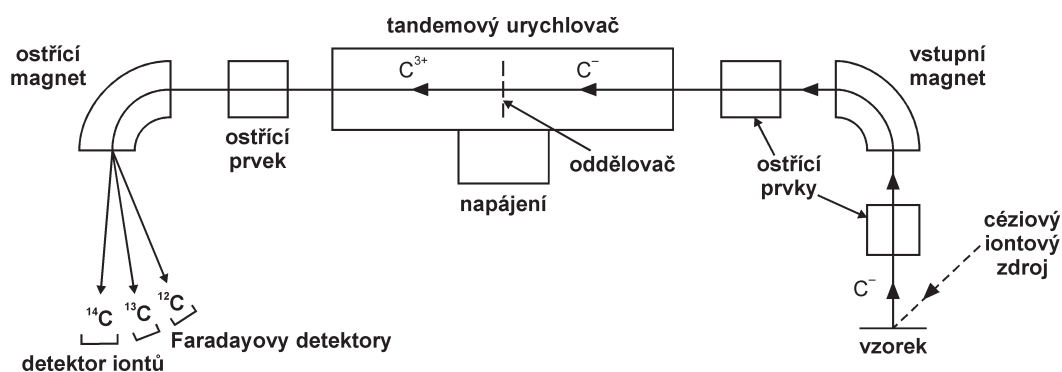 tandemový urychlovač
ostřící
magnet
vstupní
magnet
C³⁺
C⁻
ostřící
prvek
oddělovač
ostřící
prvky
napájení
céziový
iontový
zdroj
C⁻
¹⁴C
¹³C
¹²C
Faradayovy detektory
detektor iontů
vzorek